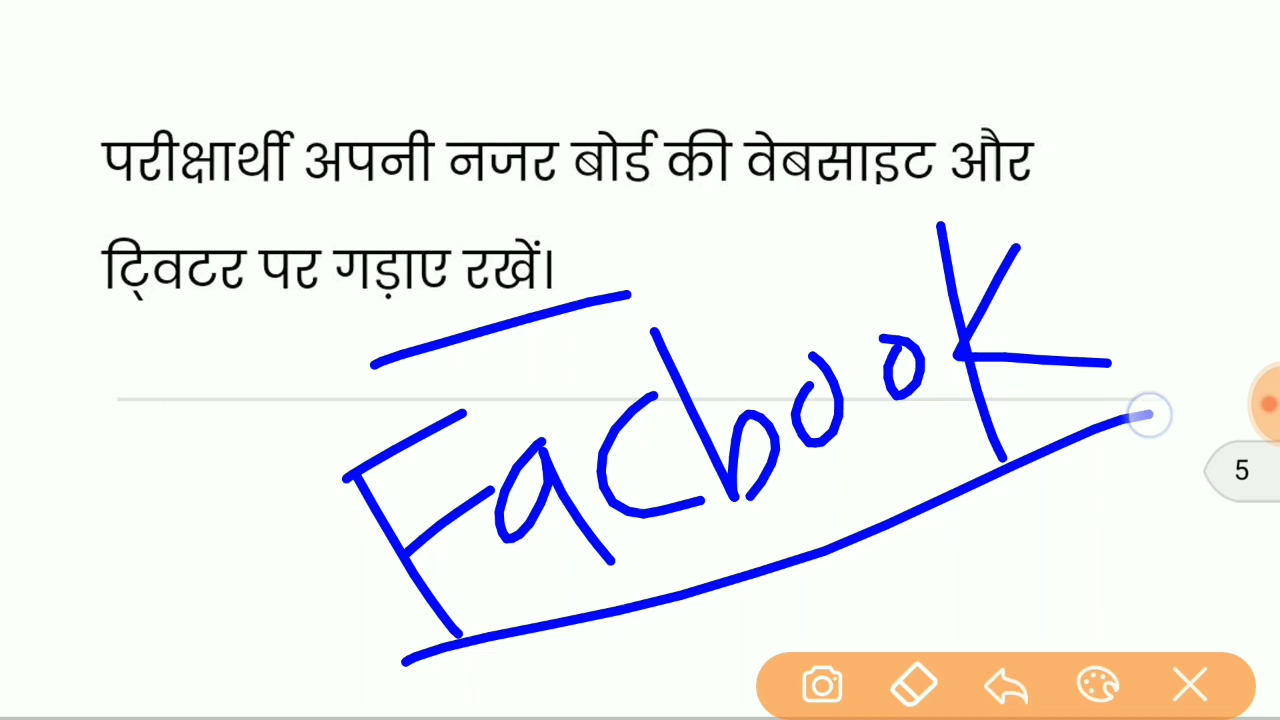 परीक्षार्थी अपनी नजर बोर्ड की वेबसाइट और
ट्विटर पर गड़ाए रखें।
Facbook
5